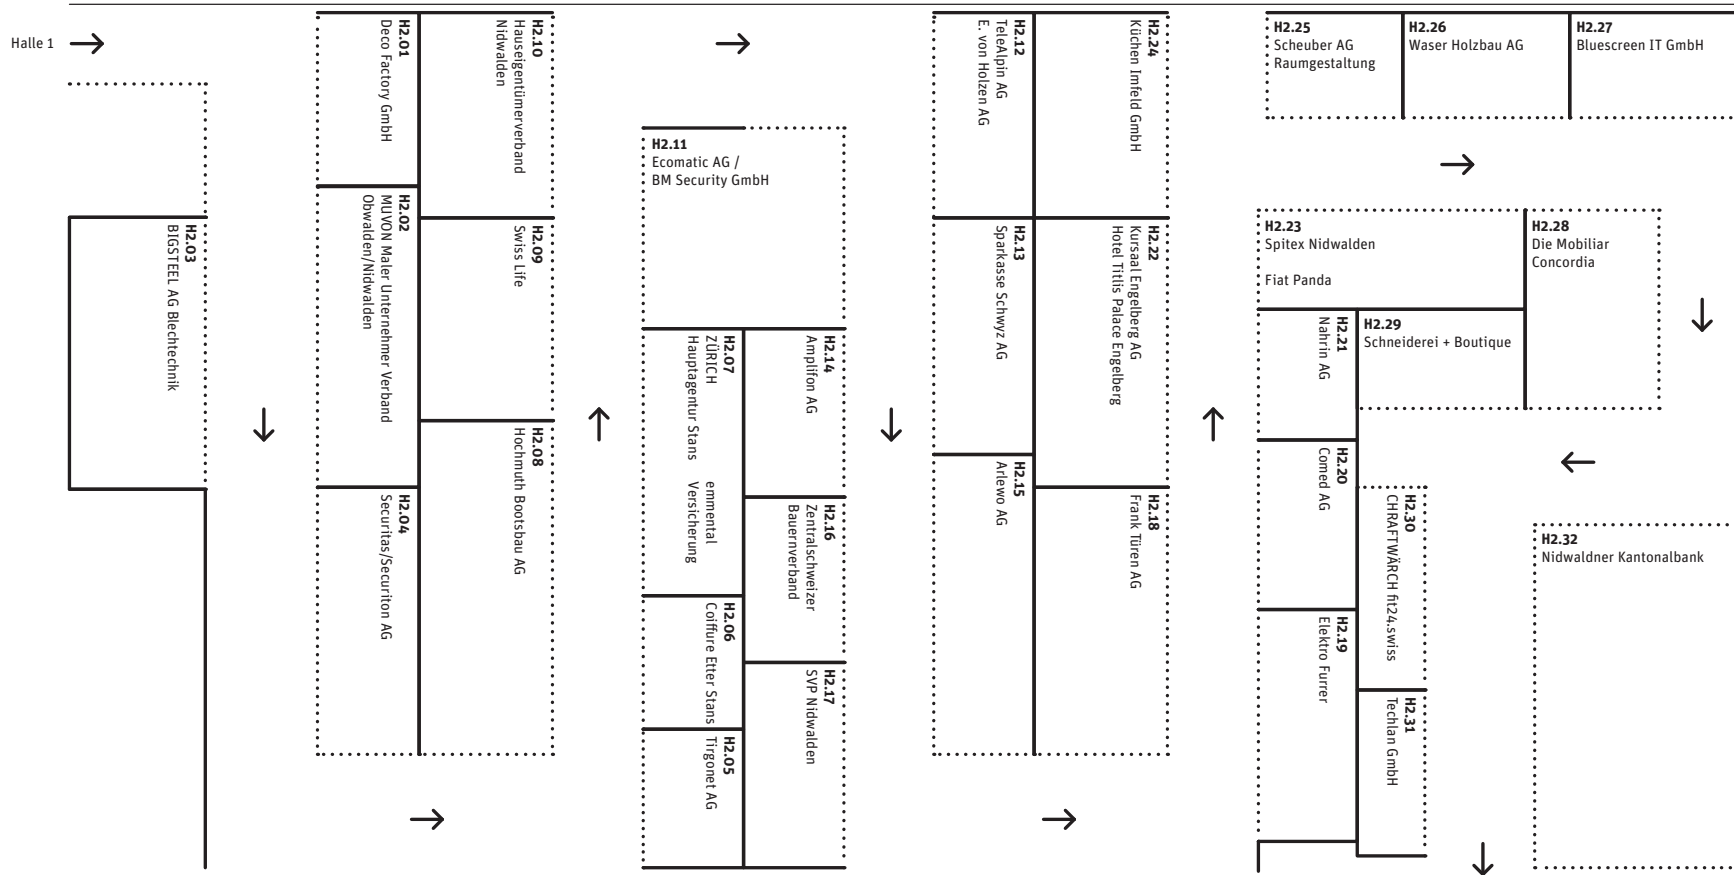 Halle 1
H2.01
Deco Factory GmbH
H2.10
Hauseigentümerverband
Nidwalden
H2.12
TeleAlpin AG
E. von Holzen AG
H2.24
Küchen Imfeld GmbH
H2.25
Scheuber AG
Raumgestaltung
H2.26
Waser Holzbau AG
H2.27
Bluescreen IT GmbH
H2.11
Ecomatic AG /
BM Security GmbH
H2.03
BIGSTEEL AG Blechtechnik
H2.02
MUVON Maler Unternehmer Verband
Obwalden/Nidwalden
H2.09
Swiss Life
H2.13
Sparkasse Schwyz AG
H2.22
Kursaal Engelberg AG
Hotel Titlis Palace Engelberg
H2.23
Spitex Nidwalden
Fiat Panda
H2.28
Die Mobiliar
Concordia
H2.07
ZÜRICH
Hauptagentur Stans
emmental
Versicherung
H2.14
Amplifon AG
H2.21
Nahrin AG
H2.29
Schneiderei + Boutique
H2.08
Hochmuth Bootsbau AG
H2.15
Arlewo AG
H2.20
Comed AG
H2.04
Securitas/Securiton AG
H2.16
Zentralschweizer
Bauernverband
H2.18
Frank Türen AG
H2.30
CHRAFTWÄRCH fit24.swiss
H2.32
Nidwaldner Kantonalbank
H2.06
Coiffure Etter Stans
H2.17
SVP Nidwalden
H2.19
Elektro Furrer
H2.31
Techlan GmbH
H2.05
Tirgonet AG